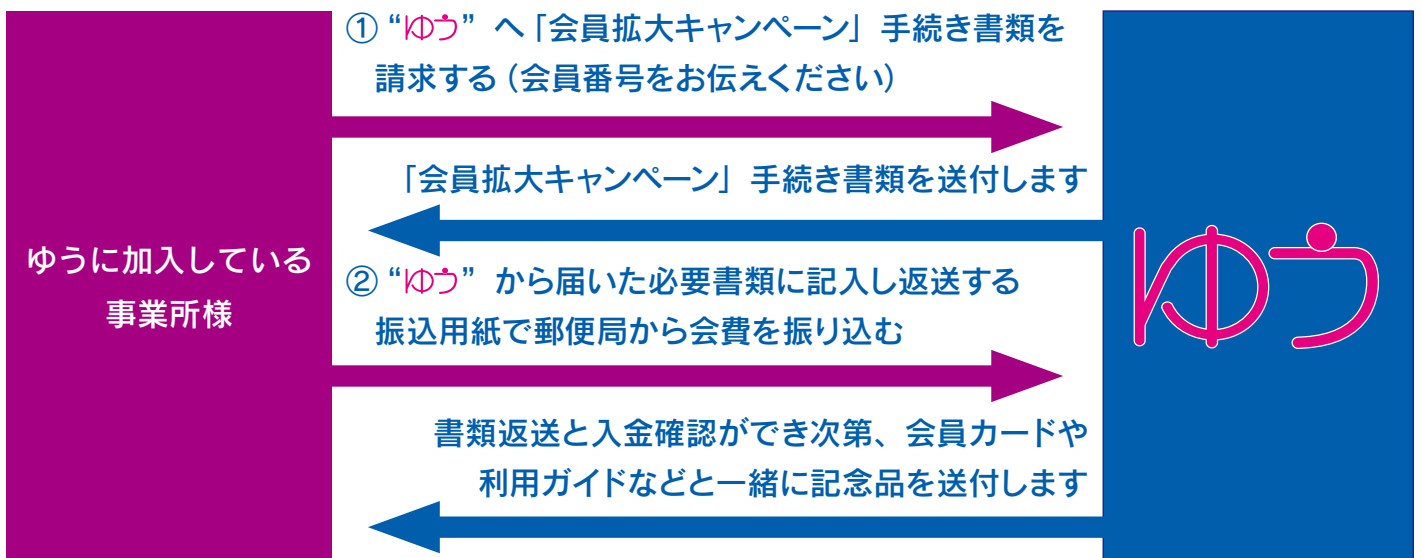 ① “ゆう” へ「会員拡大キャンペーン」手続き書類を
請求する（会員番号をお伝えください）
「会員拡大キャンペーン」手続き書類を送付します
ゆうに加入している
事業所様
② “ゆう” から届いた必要書類に記入し返送する
振込用紙で郵便局から会費を振り込む
書類返送と入金確認ができ次第、会員カードや
利用ガイドなどと一緒に記念品を送付します
ゆう